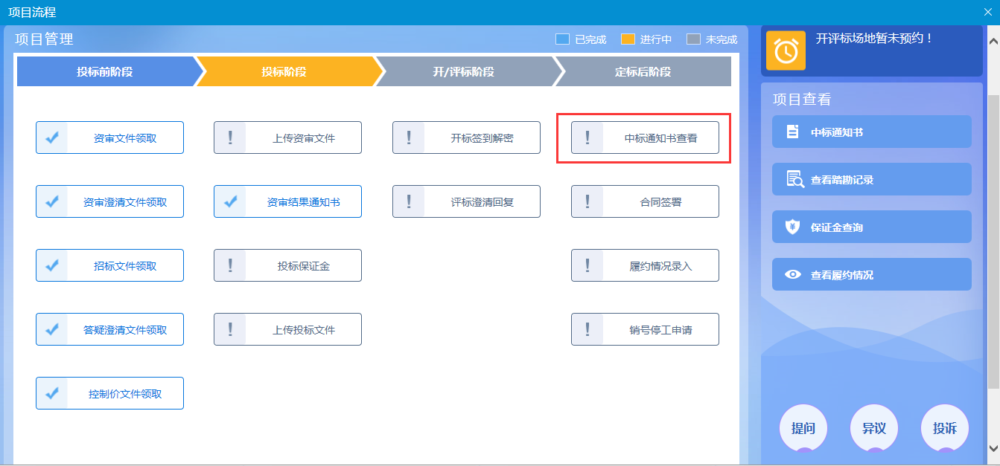 项目流程
项目管理
已完成
进行中
未完成
投标前阶段
投标阶段
开/评标阶段
定标后阶段
资审文件领取
上传资审文件
开标签到解密
中标通知书查看
资审澄清文件领取
资审结果通知书
评标澄清回复
合同签署
招标文件领取
投标保证金
履约情况录入
答疑澄清文件领取
上传投标文件
销号停工申请
控制价文件领取
开评标场地暂未预约！
项目查看
中标通知书
查看踏勘记录
保证金查询
查看履约情况
提问
异议
投诉